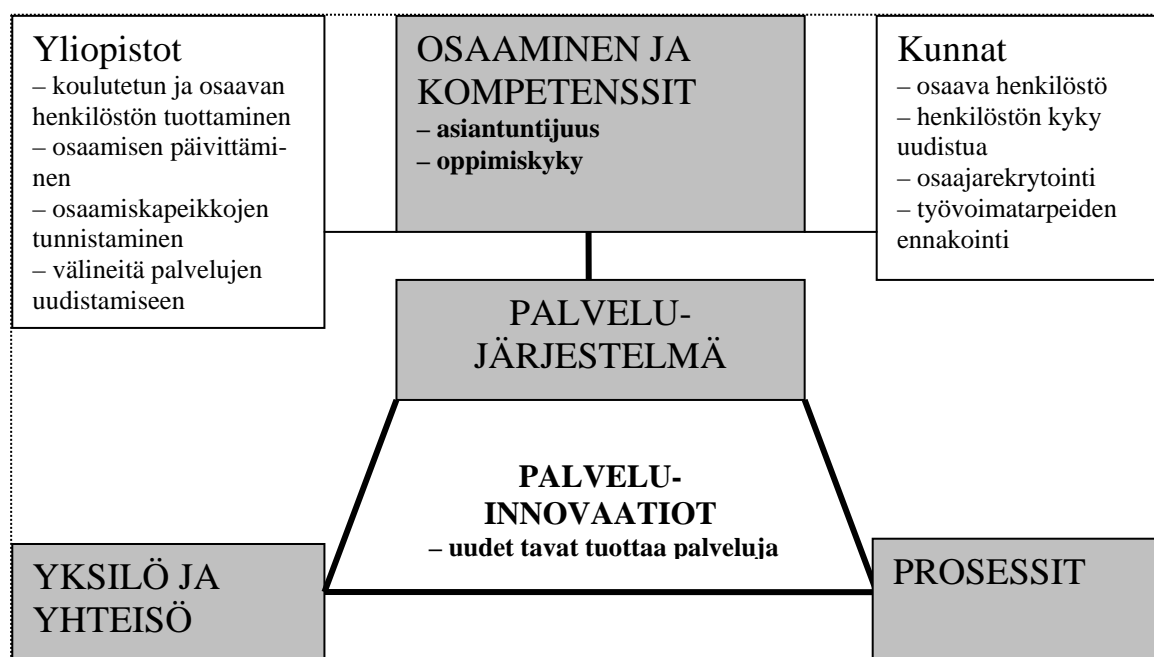 Yliopistot
– koulutetun ja osaavan
henkilöstön tuottaminen
– osaamisen päivittämi-
nen
– osaamiskapeikkojen
tunnistaminen
– välineitä palvelujen
uudistamiseen
OSAAMINEN JA
KOMPETENSSIT
– asiantuntijuus
– oppimiskyky
Kunnat
– osaava henkilöstö
– henkilöstön kyky
uudistua
– osaajarekrytointi
– työvoimatarpeiden
ennakointi
PALVELU-
JÄRJESTELMÄ
PALVELU-
INNOVAATIOT
– uudet tavat tuottaa palveluja
YKSILÖ JA
YHTEISÖ
PROSESSIT